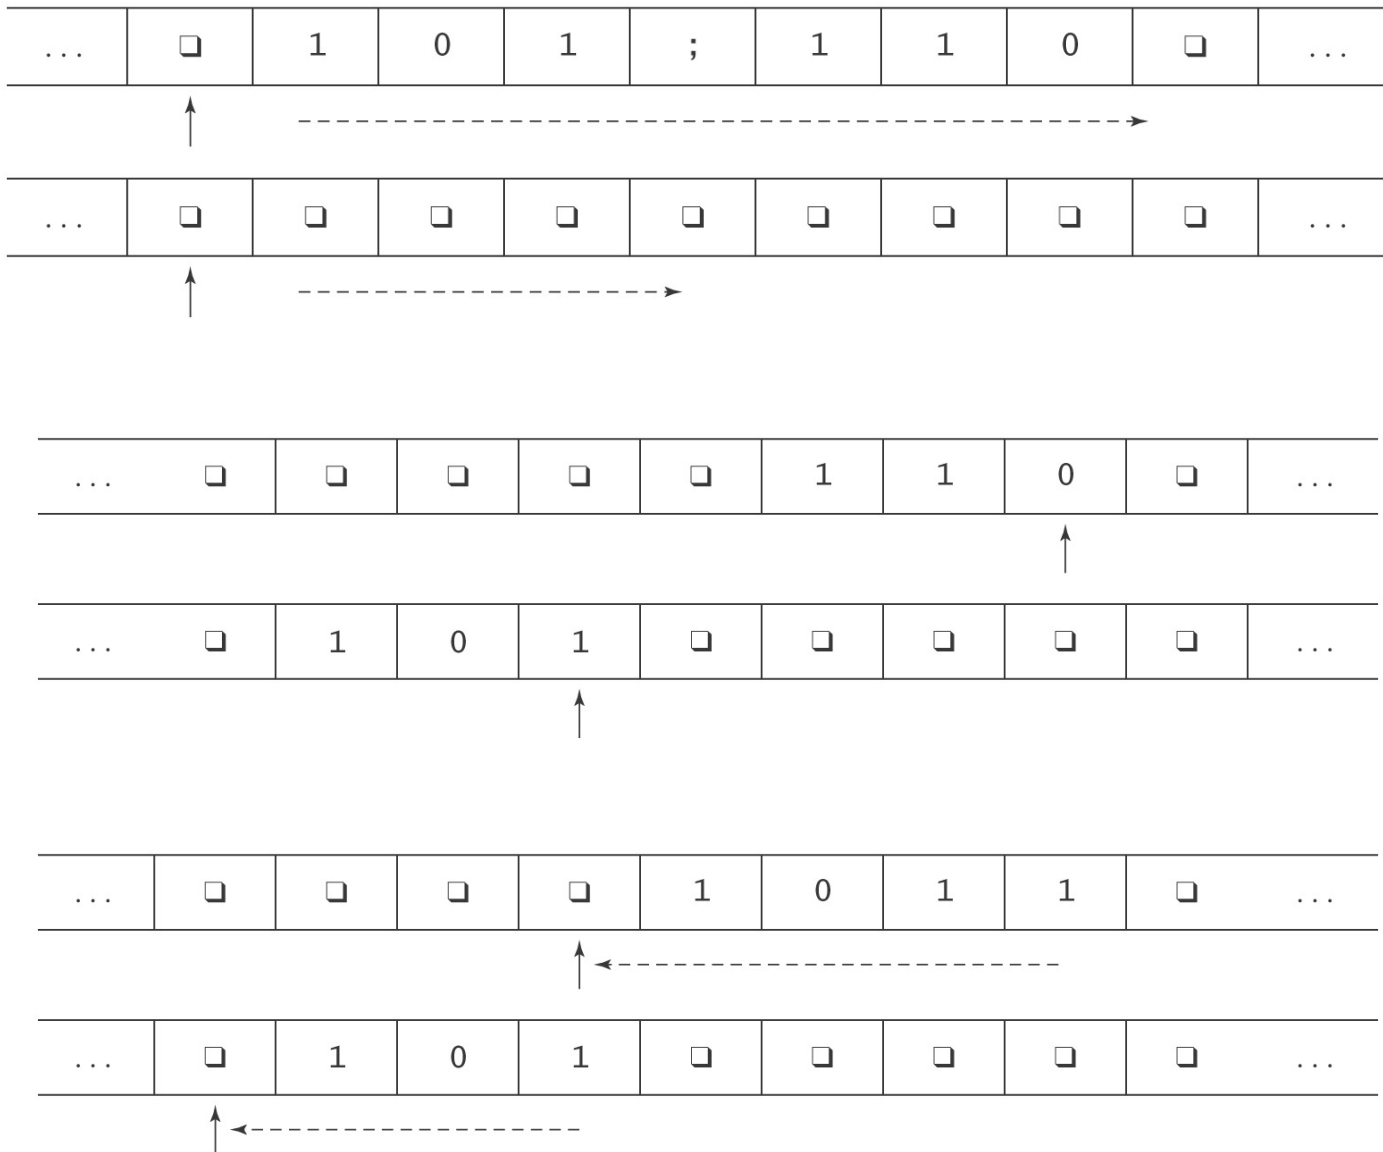 ... ❑ 1 0 1 ; 1 1 0 ❑ ...
... ❑ ❑ ❑ ❑ ❑ ❑ ❑ ❑ ❑ ...
... ❑ ❑ ❑ ❑ ❑ 1 1 0 ❑ ...
... ❑ 1 0 1 ❑ ❑ ❑ ❑ ❑ ...
... ❑ ❑ ❑ ❑ 1 0 1 1 ❑ ...
... ❑ 1 0 1 ❑ ❑ ❑ ❑ ❑ ...